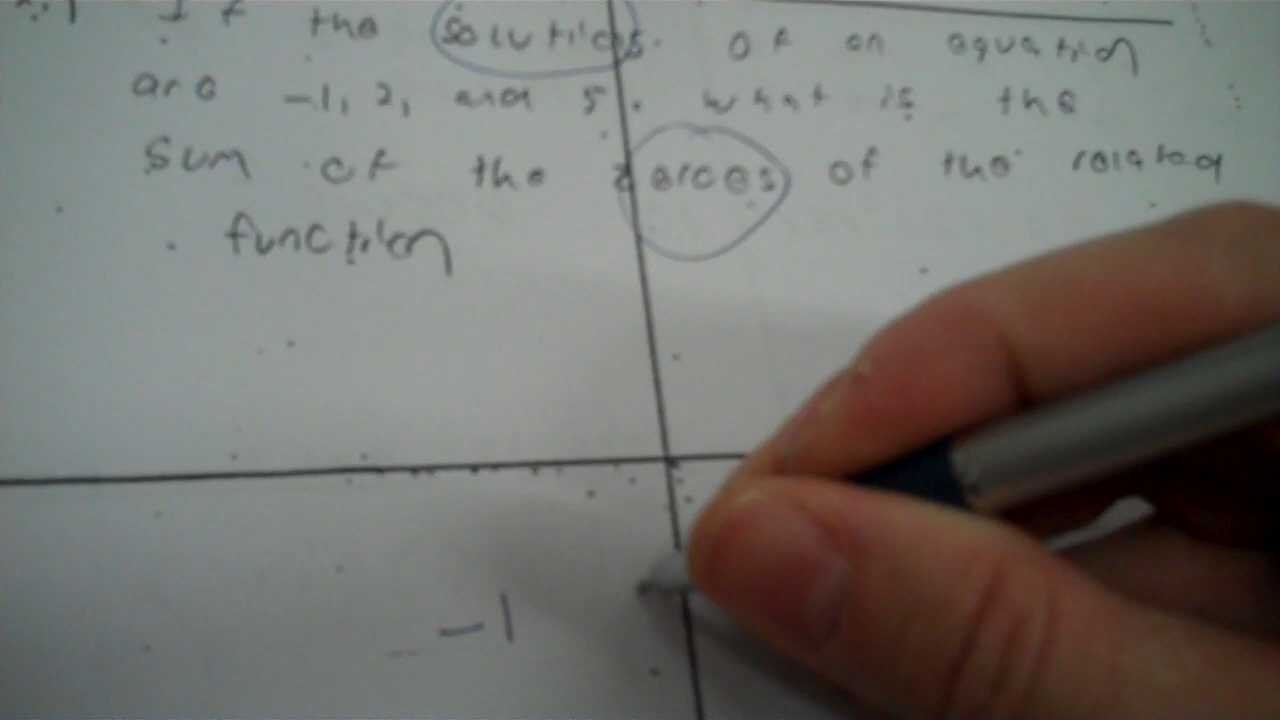 If the solutions of an equation
are -1, 2, and 5. what is the
sum of the zeroes of the related
function
-1